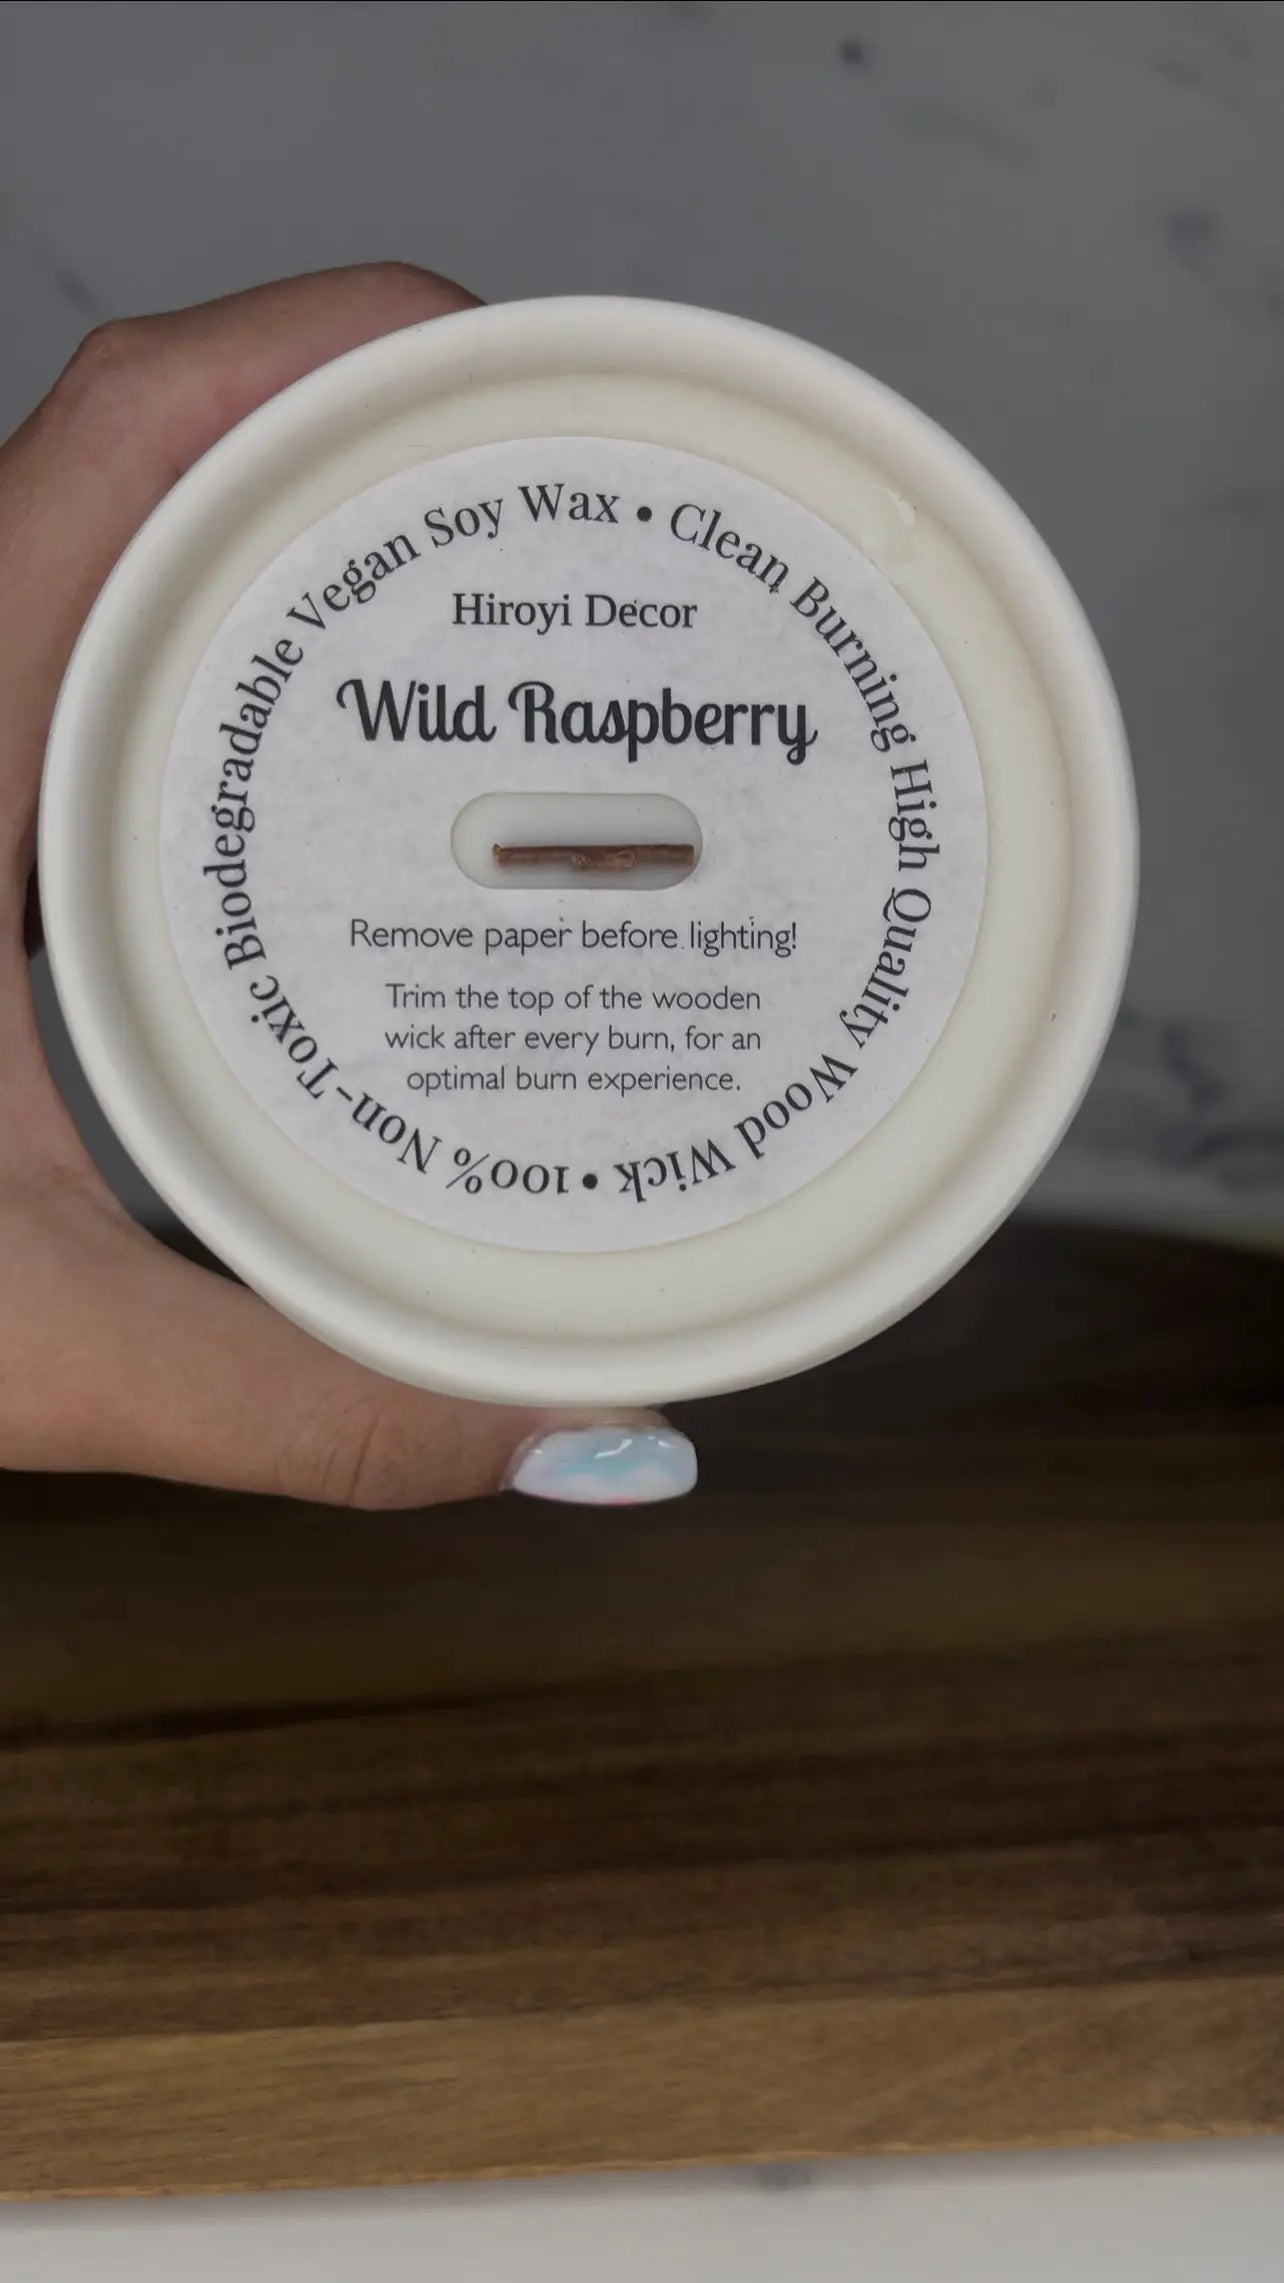 100% Non-Toxic Biodegradable Vegan Soy Wax • Clean Burning High Quality Wood Wick •
Hiroyi Decor
Wild Raspberry
Remove paper before lighting!
Trim the top of the wooden
wick after every burn, for an
optimal burn experience.